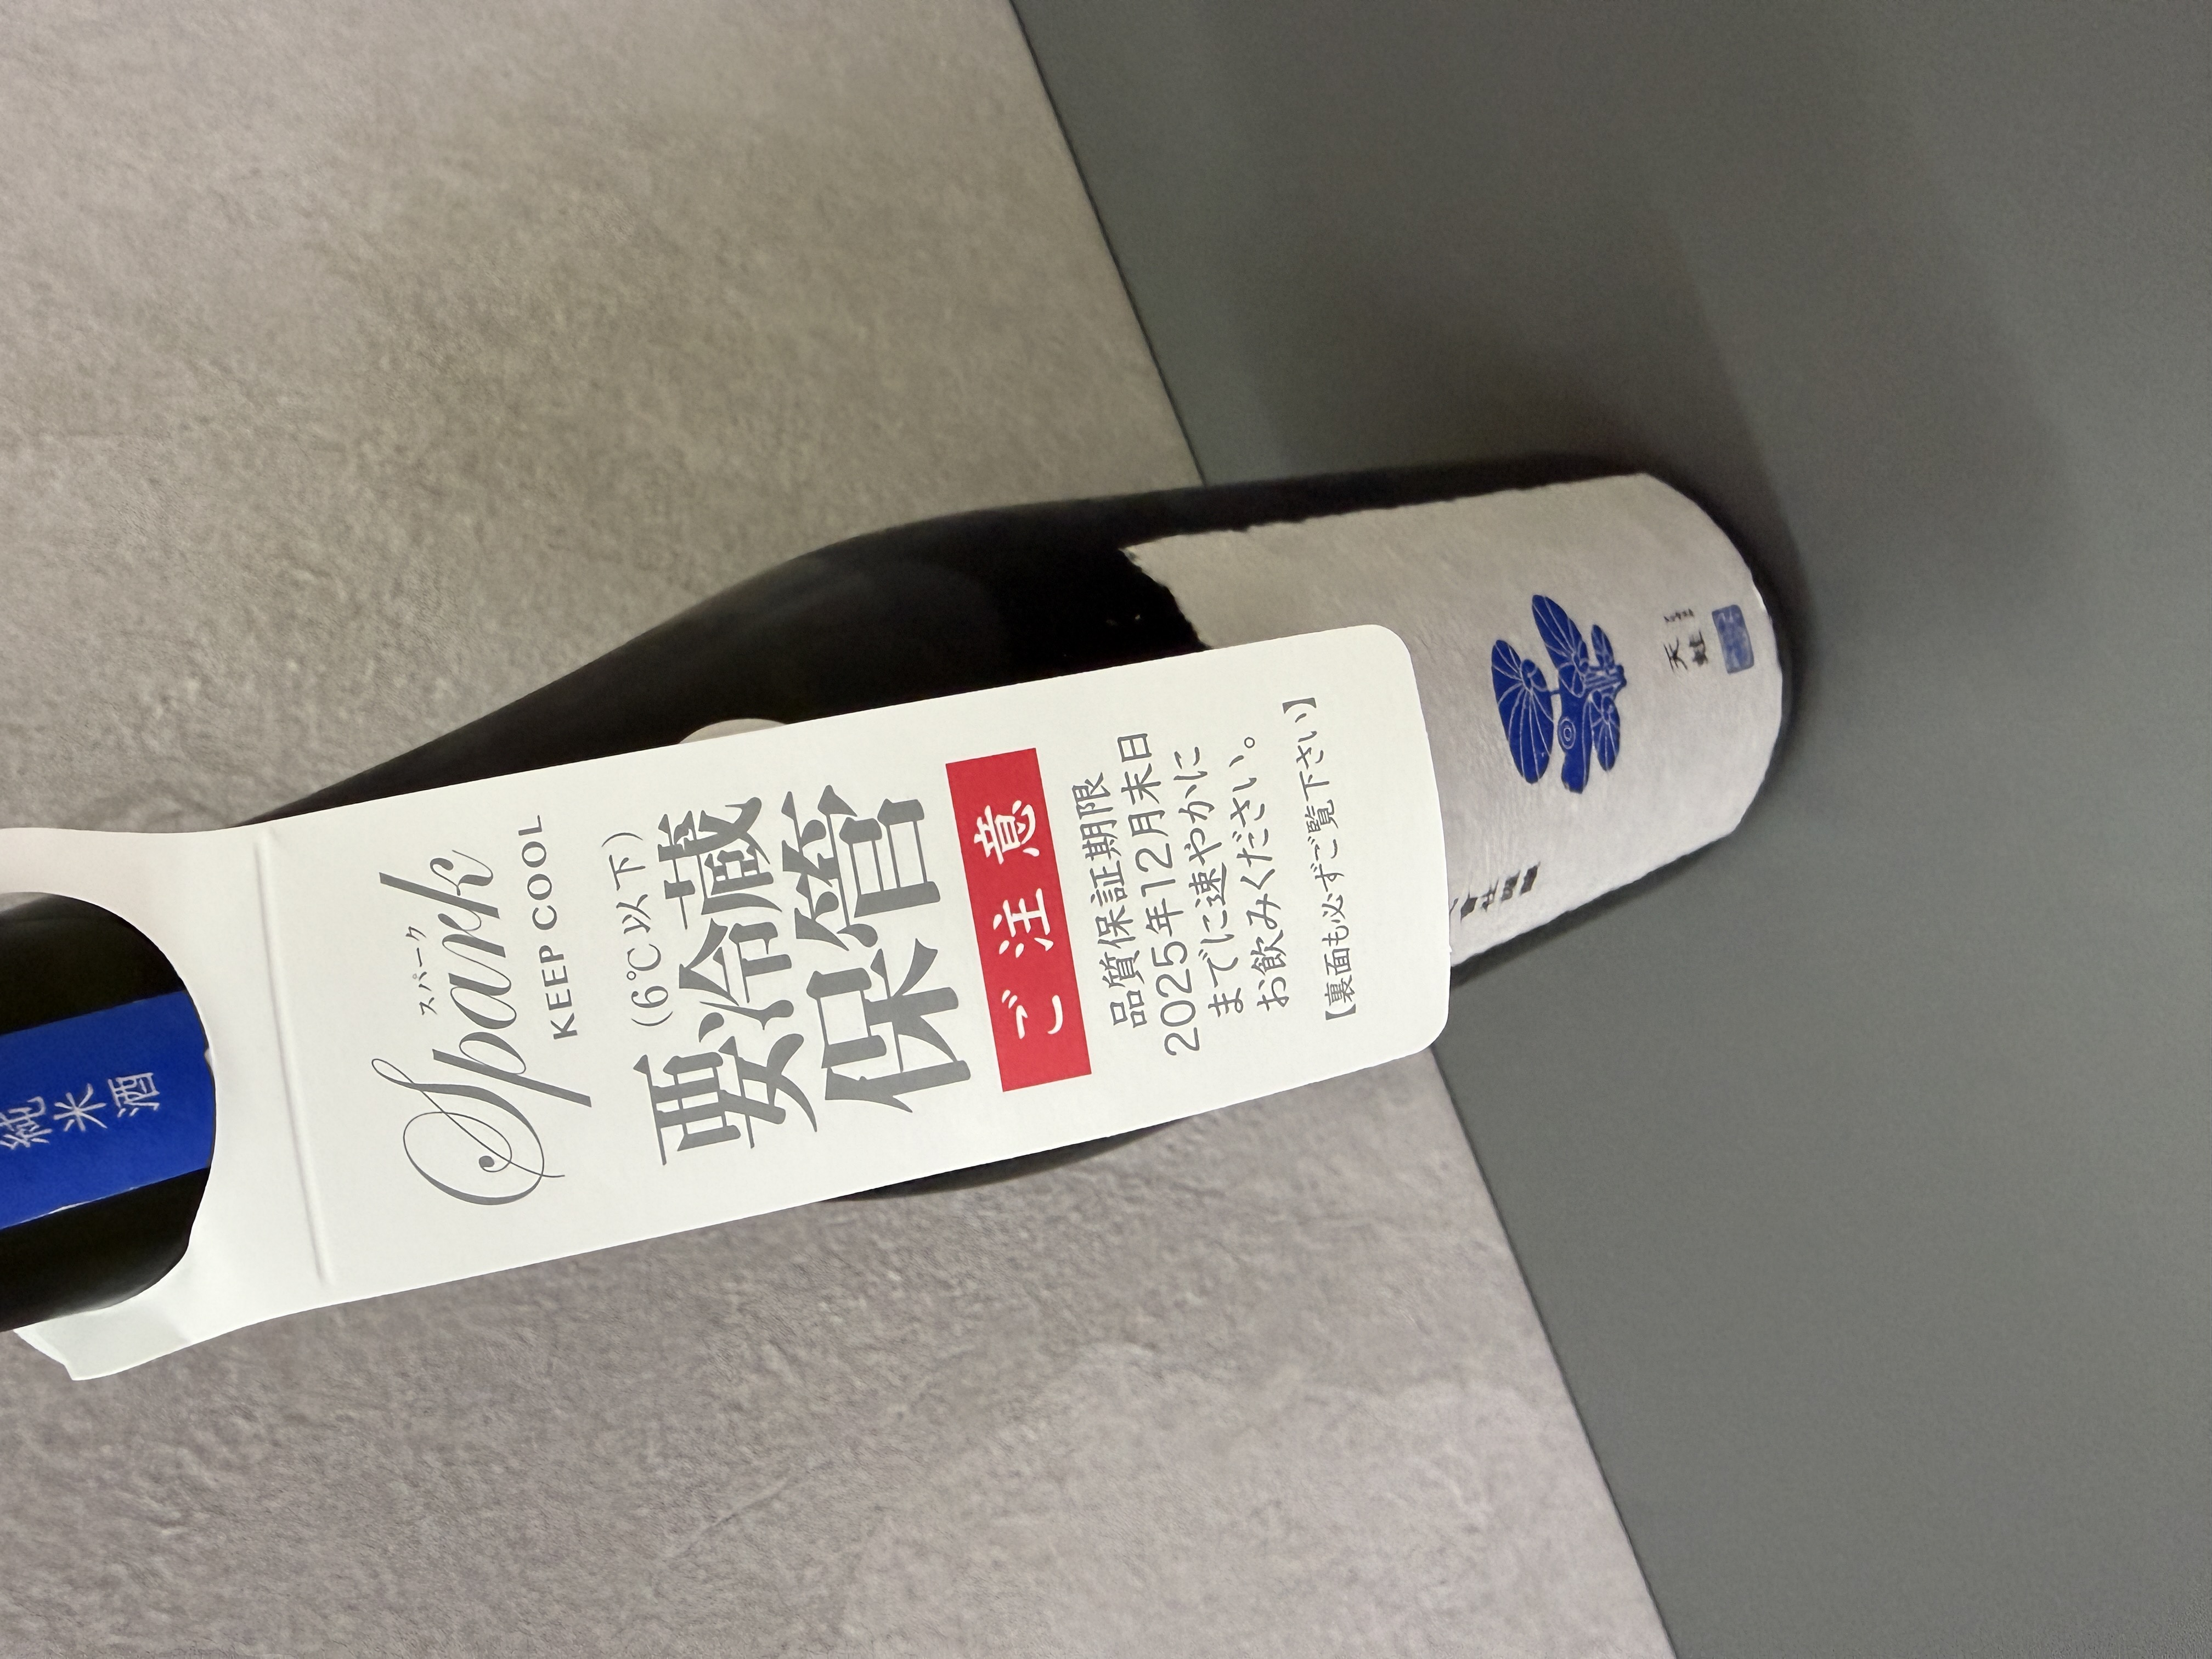 純米酒
スパーク
Spark
KEEP COOL
(6℃以下)
要冷蔵
保管
ご注意
品質保証期限
2025年12月末日
までに速やかに
お飲みください。
【裏面も必ずご覧下さい】
天虹